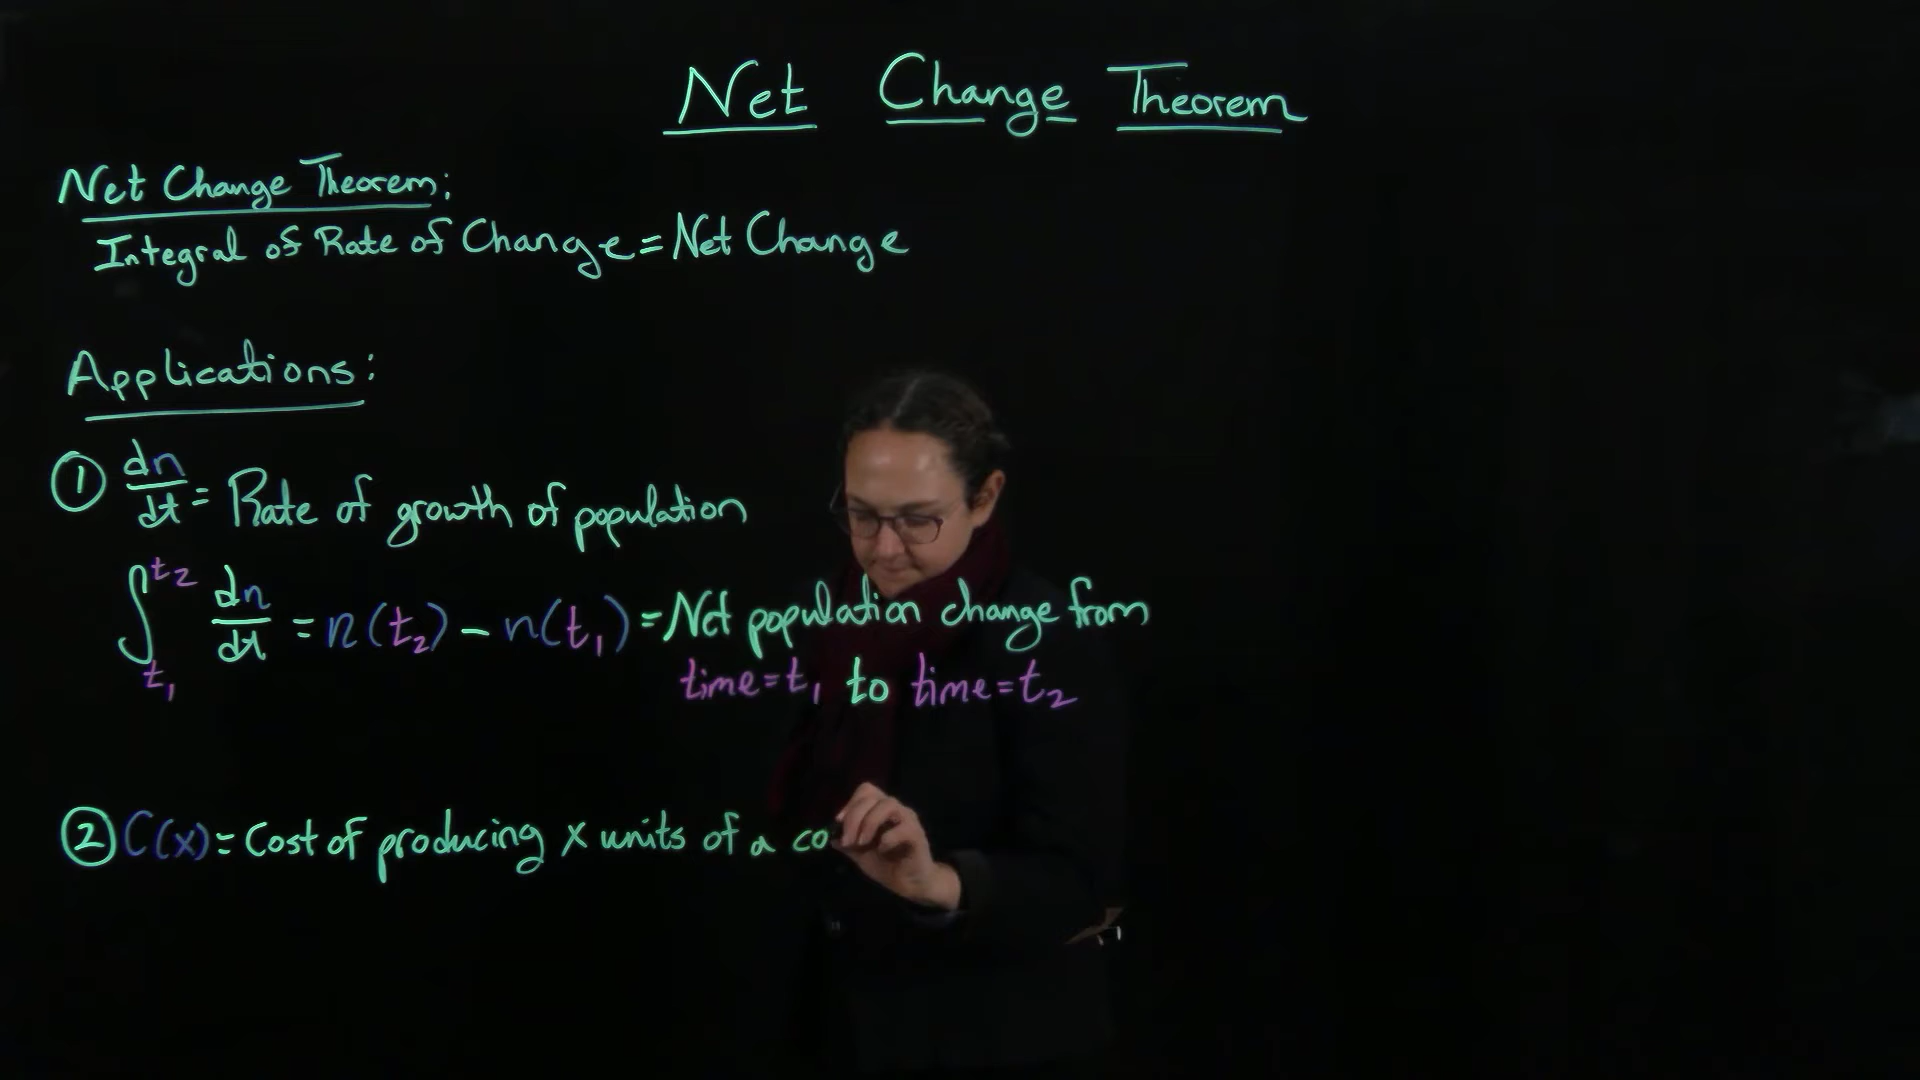 Net Change Theorem
Net Change Theorem:
Integral of Rate of Change = Net Change
Applications:
① dn/dt = Rate of growth of population
∫_{t₁}^{t₂} dn/dt = n(t₂) - n(t₁) = Net population change from
time = t₁ to time = t₂
② C(x) = Cost of producing x units of a co